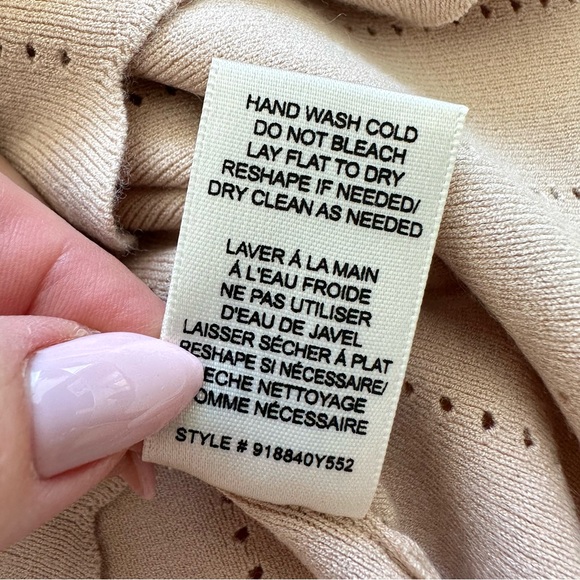 HAND WASH COLD
DO NOT BLEACH
LAY FLAT TO DRY
RESHAPE IF NEEDED/
DRY CLEAN AS NEEDED
LAVER Á LA MAIN
Á L'EAU FROIDE
NE PAS UTILISER
D'EAU DE JAVEL
LAISSER SÉCHER Á PLAT
RESHAPE SI NÉCESSAIRE/
NETTOYAGE
NÉCESSAIRE
STYLE # 918840Y552